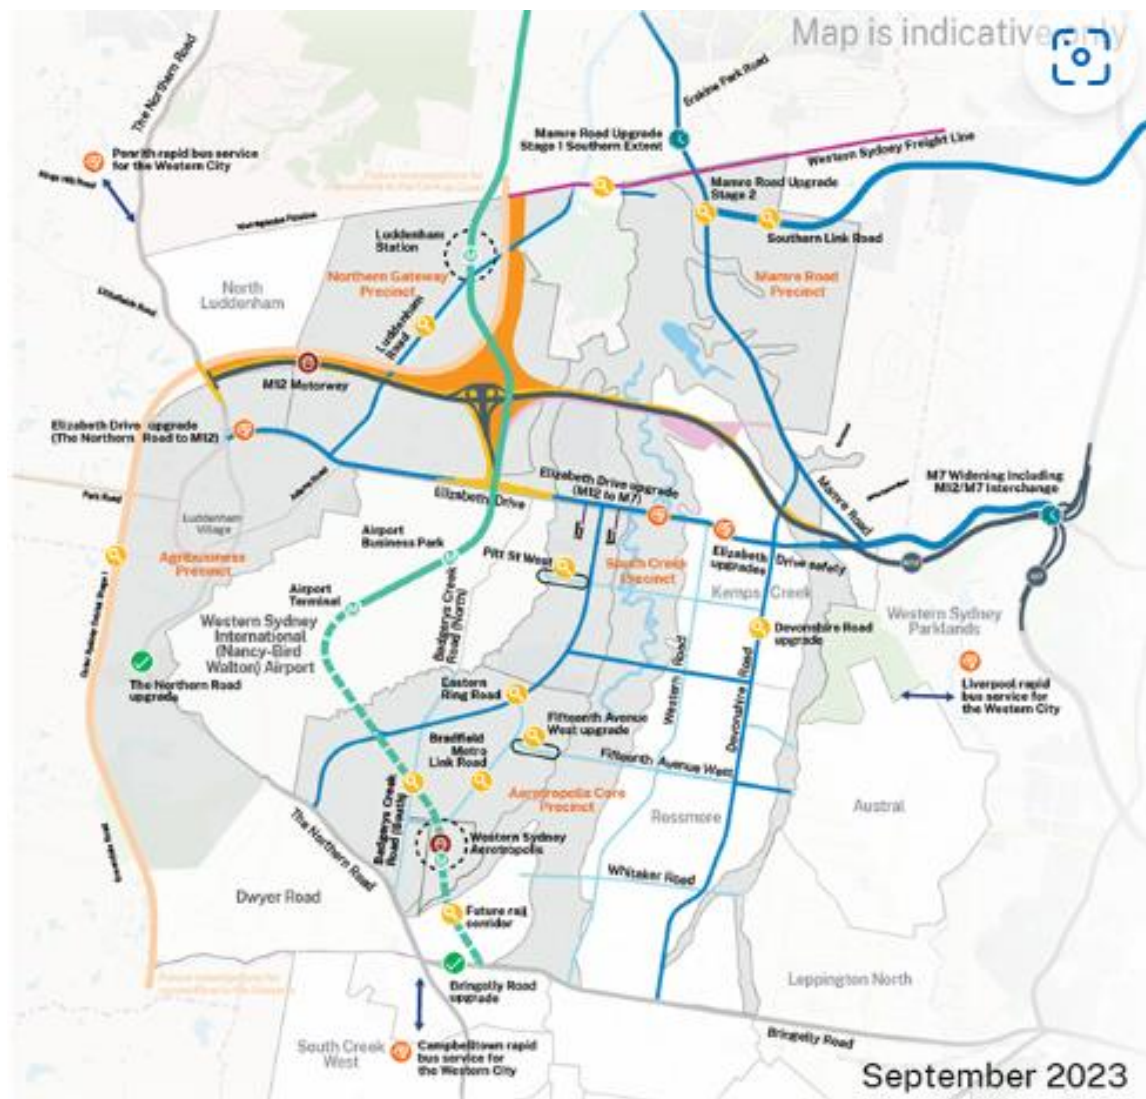 Map is indicative only
The Northern Road
Erskine Park Road
Mamre Road Upgrade
Stage 1 Southern Extent
Western Sydney Freight Line
Penrith rapid bus service
for the Western City
Mamre Road Upgrade
Stage 2
Southern Link Road
Luddenham
Station
Northern Gateway
Precinct
Mamre Road
Precinct
North
Luddenham
Littlefields Road
Luddenham
Road
M12 Motorway
Elizabeth Drive upgrade
(The Northern Road to M12)
Elizabeth Drive upgrade
(M12 to M7)
M7 Widening including
M12/M7 Interchange
Mamre Road
Elizabeth Drive
Adams Road
Park Road
Luddenham
Village
Airport
Business Park
Agribusiness
Precinct
Pitt St West
South Creek
Precinct
Elizabeth Drive safety
upgrades
Kemps Creek
Airport
Terminal
Western Sydney
International
(Nancy-Bird
Walton) Airport
Badgerys Creek
Road (North)
Western Sydney
Parklands
Devonshire Road
upgrade
The Northern Road
upgrade
Eastern
Ring Road
Western Road
Devonshire Road
Liverpool rapid
bus service for
the Western City
Fifteenth Avenue
West upgrade
Bradfield
Metro
Link Road
Fifteenth Avenue West
Badgerys Creek
Road (South)
Aerotropolis Core
Precinct
Rossmore
Austral
The Northern Road
Western Sydney
Aerotropolis
Whitaker Road
Dwyer Road
Future rail
corridor
Bringelly Road
upgrade
Leppington North
South Creek
West
Campbelltown rapid
bus service for
the Western City
Bringelly Road
September 2023